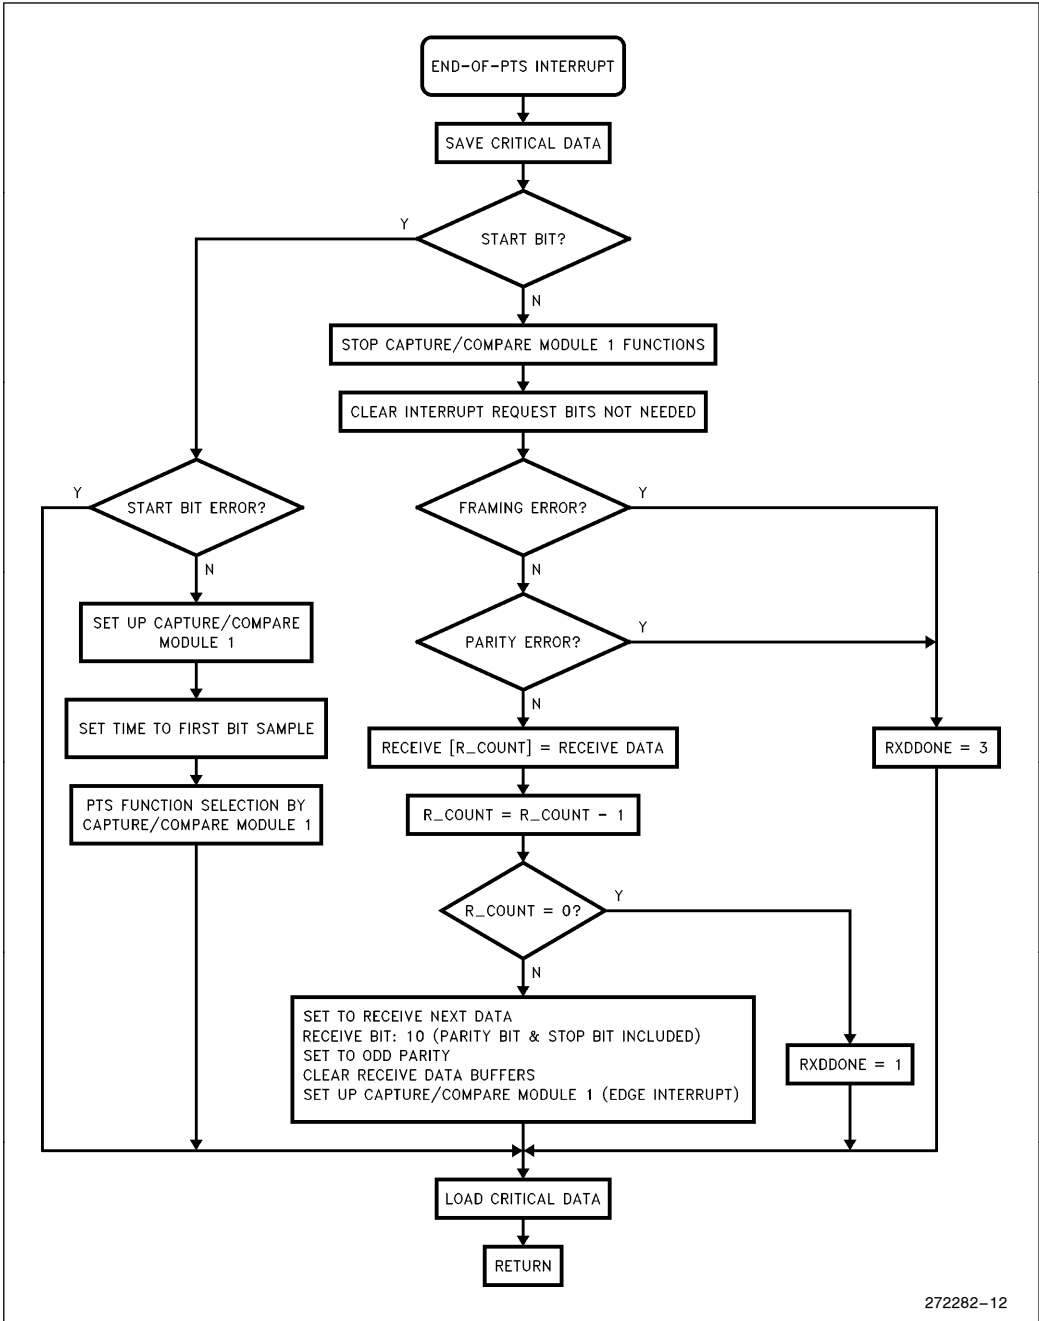 END-OF-PTS INTERRUPT
SAVE CRITICAL DATA
Y
START BIT?
N
STOP CAPTURE/COMPARE MODULE 1 FUNCTIONS
CLEAR INTERRUPT REQUEST BITS NOT NEEDED
Y
START BIT ERROR?
N
FRAMING ERROR?
Y
N
SET UP CAPTURE/COMPARE
MODULE 1
PARITY ERROR?
Y
N
SET TIME TO FIRST BIT SAMPLE
RECEIVE [R_COUNT] = RECEIVE DATA
RXDDONE = 3
PTS FUNCTION SELECTION BY
CAPTURE/COMPARE MODULE 1
R_COUNT = R_COUNT - 1
R_COUNT = 0?
Y
N
SET TO RECEIVE NEXT DATA
RECEIVE BIT: 10 (PARITY BIT & STOP BIT INCLUDED)
SET TO ODD PARITY
CLEAR RECEIVE DATA BUFFERS
SET UP CAPTURE/COMPARE MODULE 1 (EDGE INTERRUPT)
RXDDONE = 1
LOAD CRITICAL DATA
RETURN
272282-12